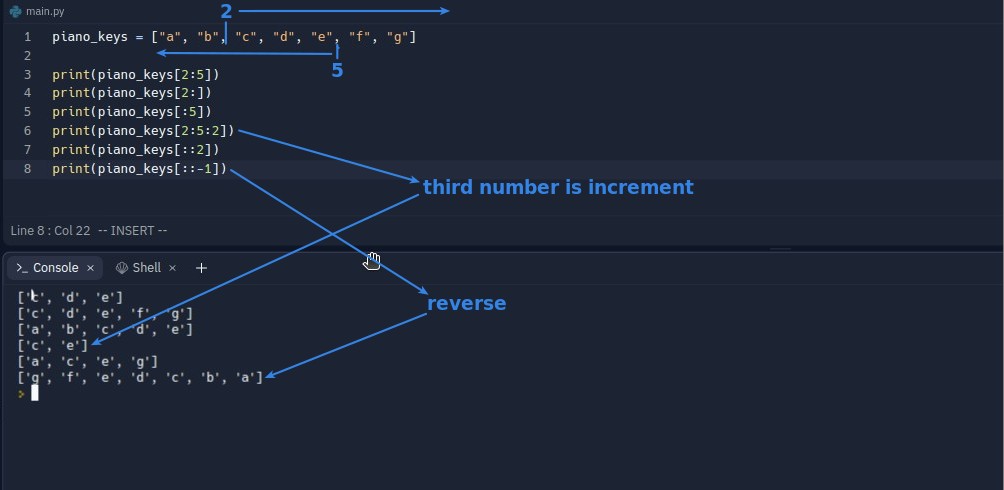 main.py
2
1 piano_keys = ["a", "b", "c", "d", "e", "f", "g"]
2
5
3 print(piano_keys[2:5])
4 print(piano_keys[2:])
5 print(piano_keys[:5])
6 print(piano_keys[2:5:2])
7 print(piano_keys[::2])
8 print(piano_keys[::-1])
third number is increment
Line 8 : Col 22 -- INSERT --
>_ Console × Shell × +
['c', 'd', 'e']
reverse
['c', 'd', 'e', 'f', 'g']
['a', 'b', 'c', 'd', 'e']
['c', 'e']
['a', 'c', 'e', 'g']
['g', 'f', 'e', 'd', 'c', 'b', 'a']
>